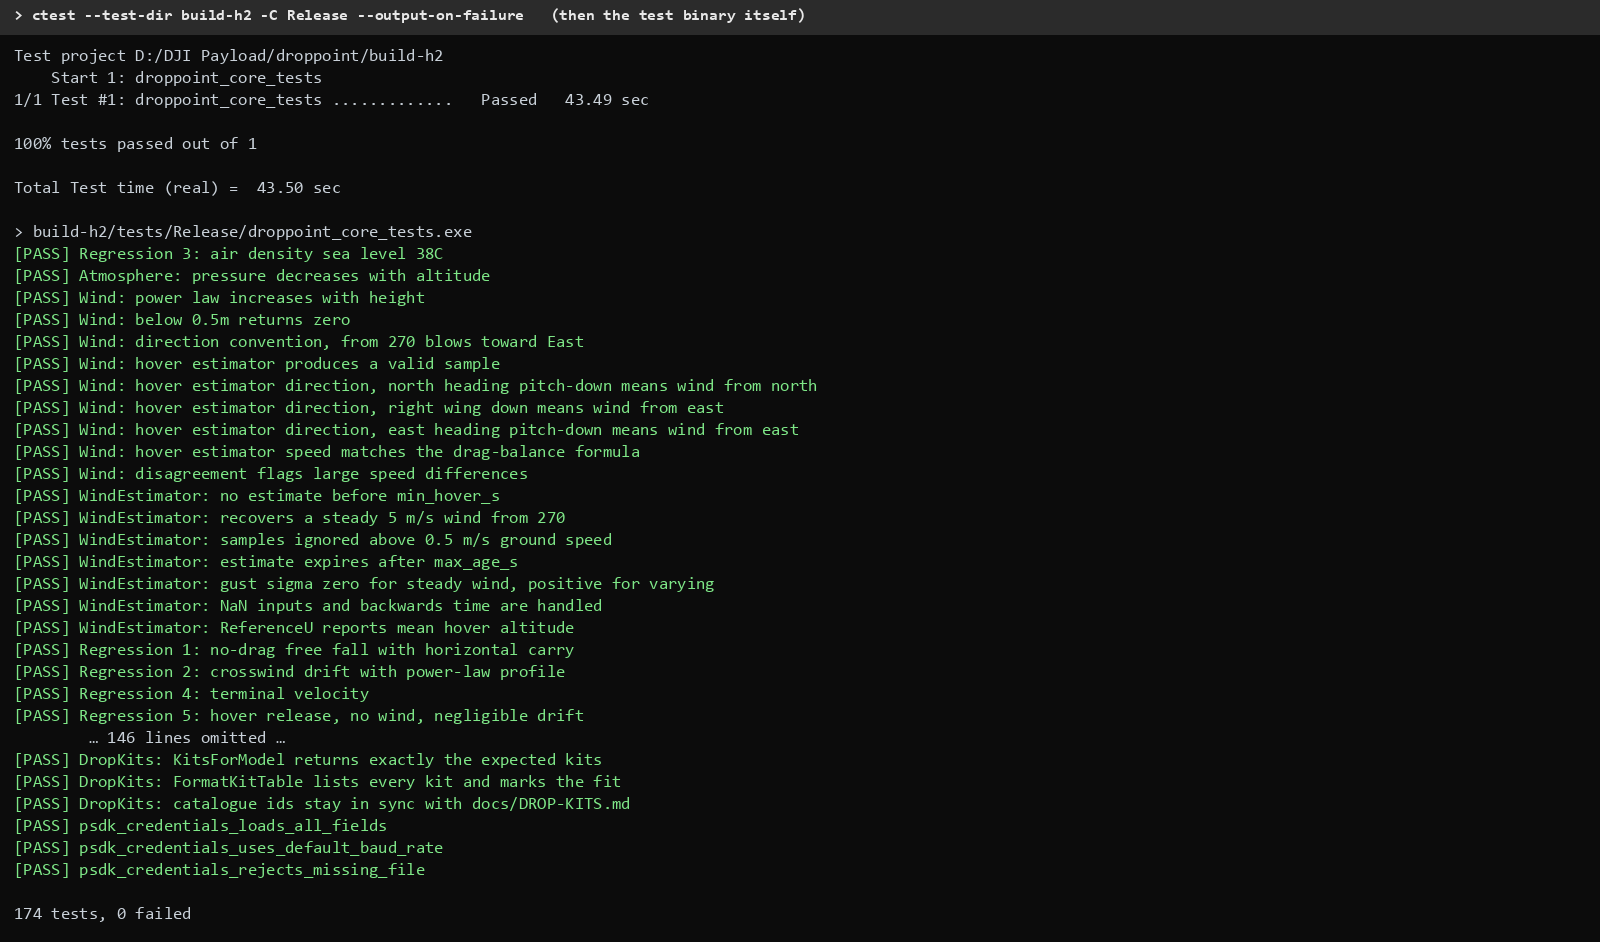 > ctest --test-dir build-h2 -C Release --output-on-failure   (then the test binary itself)
Test project D:/DJI Payload/droppoint/build-h2
    Start 1: droppoint_core_tests
1/1 Test #1: droppoint_core_tests .............   Passed   43.49 sec

100% tests passed out of 1

Total Test time (real) =  43.50 sec

> build-h2/tests/Release/droppoint_core_tests.exe
[PASS] Regression 3: air density sea level 38C
[PASS] Atmosphere: pressure decreases with altitude
[PASS] Wind: power law increases with height
[PASS] Wind: below 0.5m returns zero
[PASS] Wind: direction convention, from 270 blows toward East
[PASS] Wind: hover estimator produces a valid sample
[PASS] Wind: hover estimator direction, north heading pitch-down means wind from north
[PASS] Wind: hover estimator direction, right wing down means wind from east
[PASS] Wind: hover estimator direction, east heading pitch-down means wind from east
[PASS] Wind: hover estimator speed matches the drag-balance formula
[PASS] Wind: disagreement flags large speed differences
[PASS] WindEstimator: no estimate before min_hover_s
[PASS] WindEstimator: recovers a steady 5 m/s wind from 270
[PASS] WindEstimator: samples ignored above 0.5 m/s ground speed
[PASS] WindEstimator: estimate expires after max_age_s
[PASS] WindEstimator: gust sigma zero for steady wind, positive for varying
[PASS] WindEstimator: NaN inputs and backwards time are handled
[PASS] WindEstimator: ReferenceU reports mean hover altitude
[PASS] Regression 1: no-drag free fall with horizontal carry
[PASS] Regression 2: crosswind drift with power-law profile
[PASS] Regression 4: terminal velocity
[PASS] Regression 5: hover release, no wind, negligible drift
        … 146 lines omitted …
[PASS] DropKits: KitsForModel returns exactly the expected kits
[PASS] DropKits: FormatKitTable lists every kit and marks the fit
[PASS] DropKits: catalogue ids stay in sync with docs/DROP-KITS.md
[PASS] psdk_credentials_loads_all_fields
[PASS] psdk_credentials_uses_default_baud_rate
[PASS] psdk_credentials_rejects_missing_file

174 tests, 0 failed